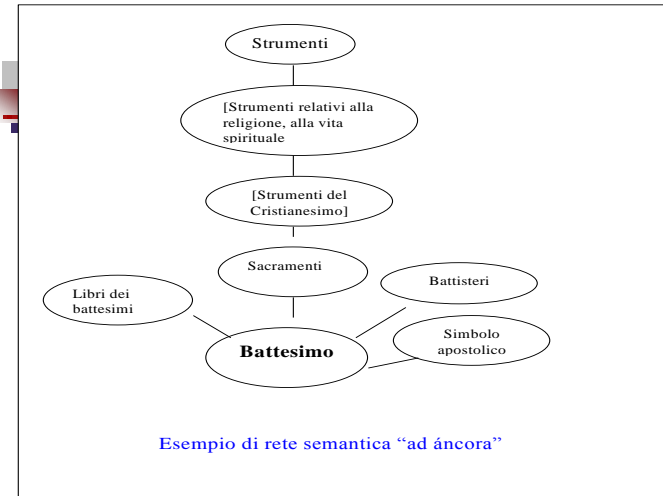 Strumenti
[Strumenti relativi alla
religione, alla vita
spirituale
[Strumenti del
Cristianesimo]
Sacramenti
Libri dei
battesimi
Battisteri
Battesimo
Simbolo
apostolico
Esempio di rete semantica “ad áncora”